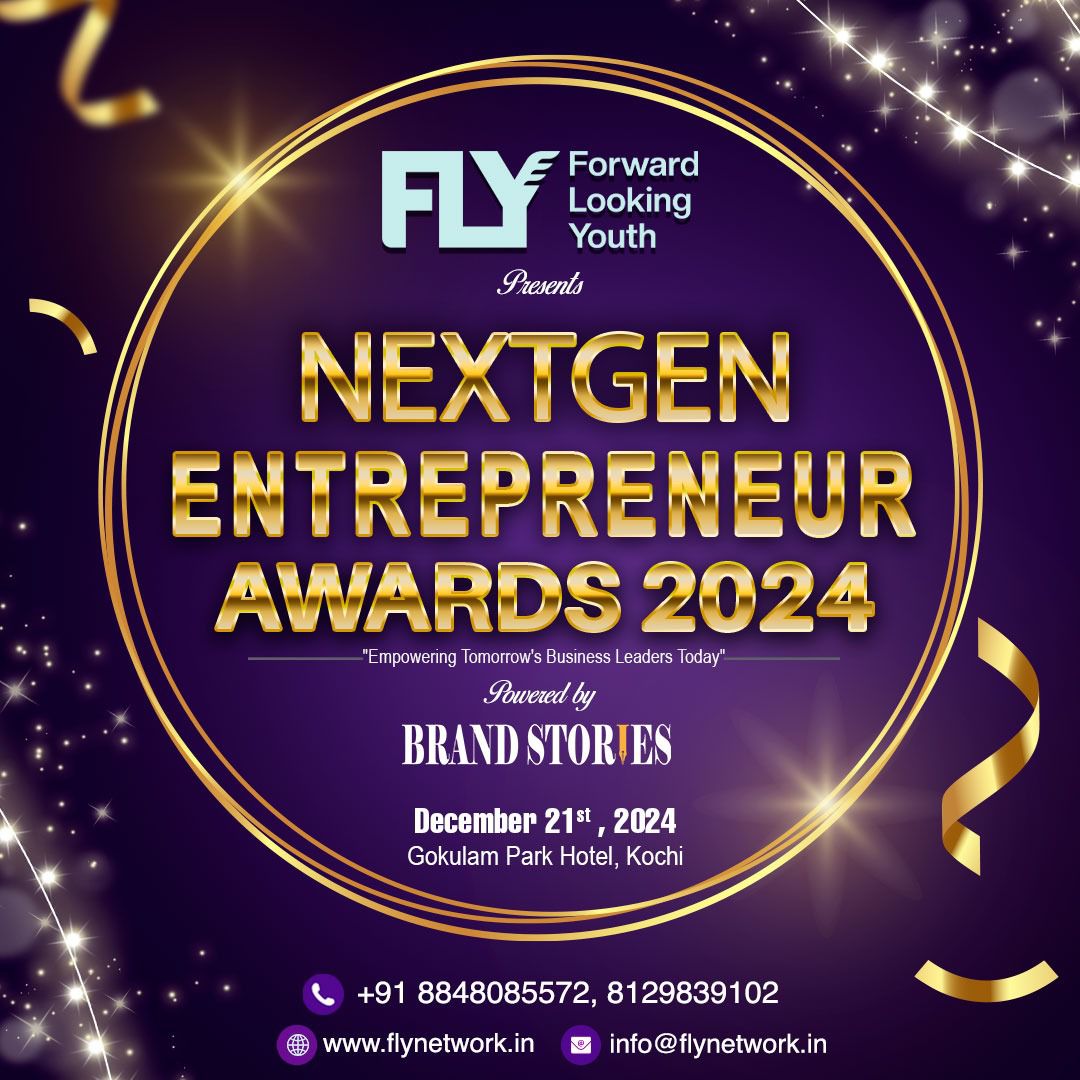 FLY
Forward
Looking
Youth
Presents
NEXTGEN
ENTREPRENEUR
AWARDS 2024
"Empowering Tomorrow's Business Leaders Today"
Powered by
BRAND STORIES
December 21st , 2024
Gokulam Park Hotel, Kochi
+91 8848085572, 8129839102
www.flynetwork.in info@flynetwork.in